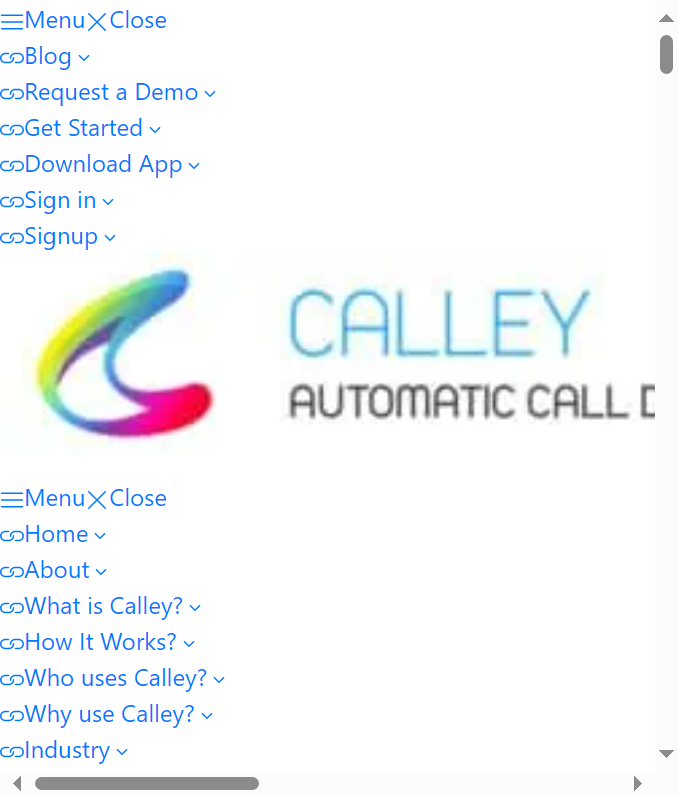 Menu Close
Blog
Request a Demo
Get Started
Download App
Sign in
Signup
CALLEY
AUTOMATIC CALL
Menu Close
Home
About
What is Calley?
How It Works?
Who uses Calley?
Why use Calley?
Industry